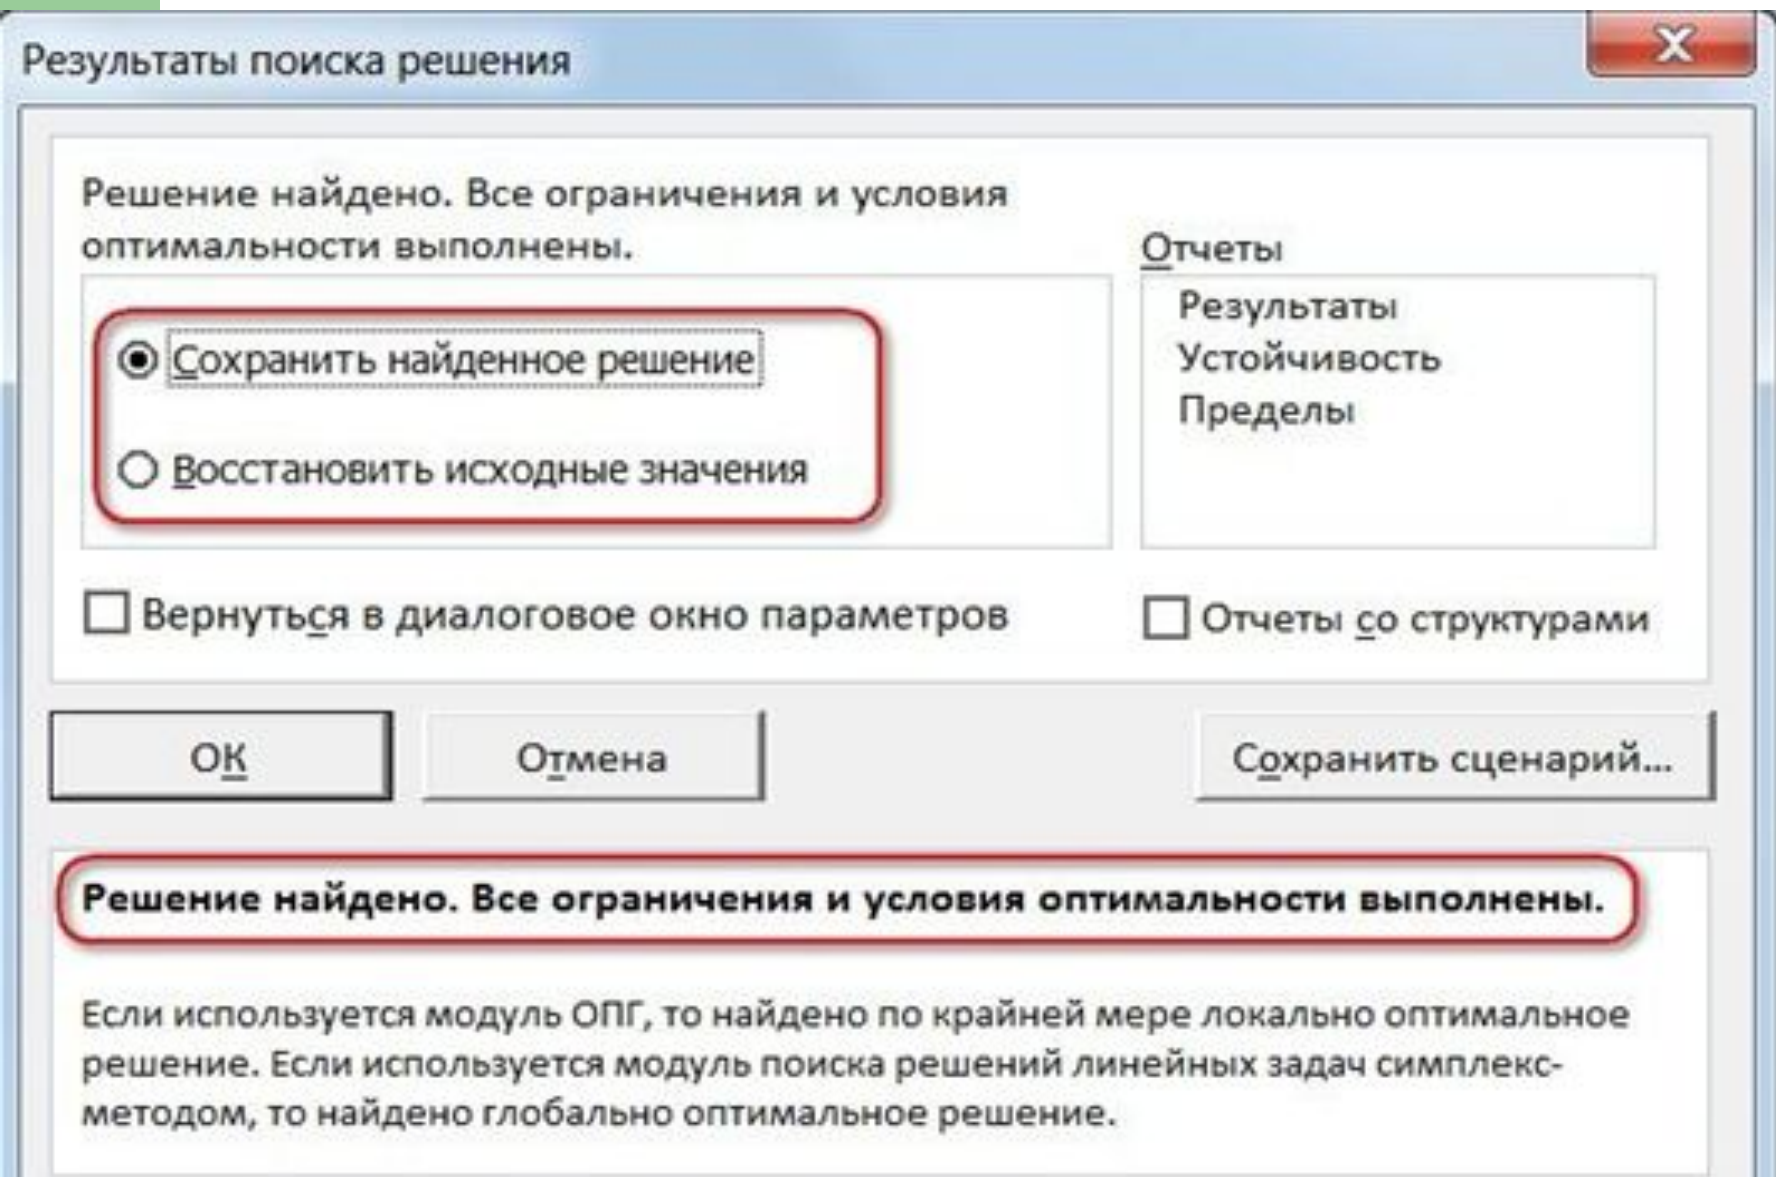 Результаты поиска решения
Решение найдено. Все ограничения и условия
оптимальности выполнены.
Сохранить найденное решение
Восстановить исходные значения
Отчеты
Результаты
Устойчивость
Пределы
Вернуться в диалоговое окно параметров
Отчеты со структурами
ОК
Отмена
Сохранить сценарий...
Решение найдено. Все ограничения и условия оптимальности выполнены.
Если используется модуль ОПГ, то найдено по крайней мере локально оптимальное
решение. Если используется модуль поиска решений линейных задач симплекс-
методом, то найдено глобально оптимальное решение.